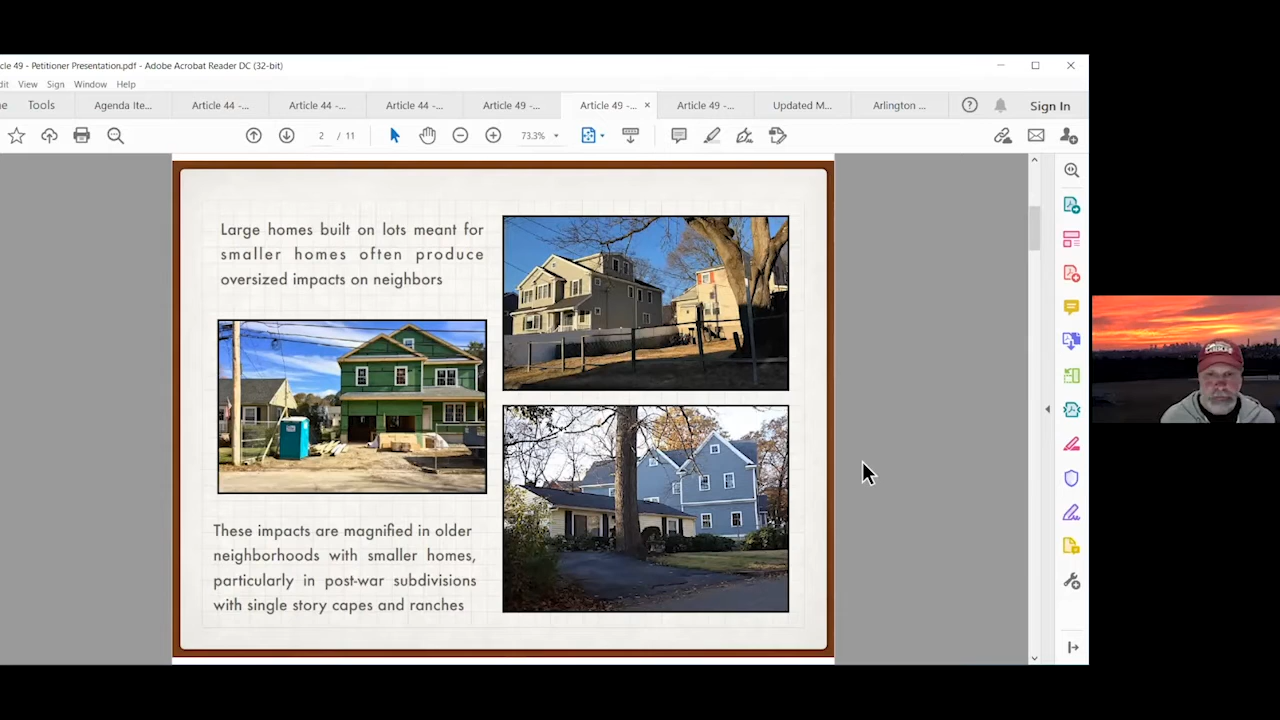 cle 49 - Petitioner Presentation.pdf - Adobe Acrobat Reader DC (32-bit)
dit View Sign Window Help
ne Tools Agenda Ite... Article 44 -... Article 44 -... Article 44 -... Article 49 -... Article 49 -... × Article 49 -... Updated M... Arlington ... Sign In
2 / 11 73.3%
Large homes built on lots meant for
smaller homes often produce
oversized impacts on neighbors
These impacts are magnified in older
neighborhoods with smaller homes,
particularly in post-war subdivisions
with single story capes and ranches